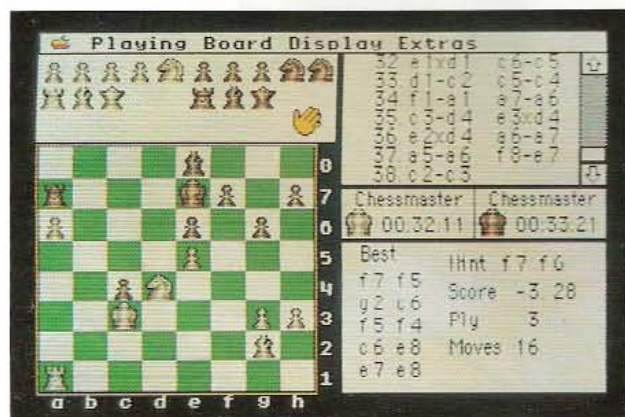 Playing Board Display Extras
32 e1xd1 c6-c5
33 d1-c2 c5-c4
34 f1-a1 a7-a6
35 c3-d4 e3xd4
36 e2xd4 a6-a7
37 a5-a6 f8-e7
38 c2-c3
8
7
6
5
4
3
2
1
a b c d e f g h
Chessmaster Chessmaster
00:32:11 00:33:21
Best
f7 f5
g2 c6
f5 f4
c6 e8
e7 e8
Hint f7 f6
Score -3.28
Ply 3
Moves 16